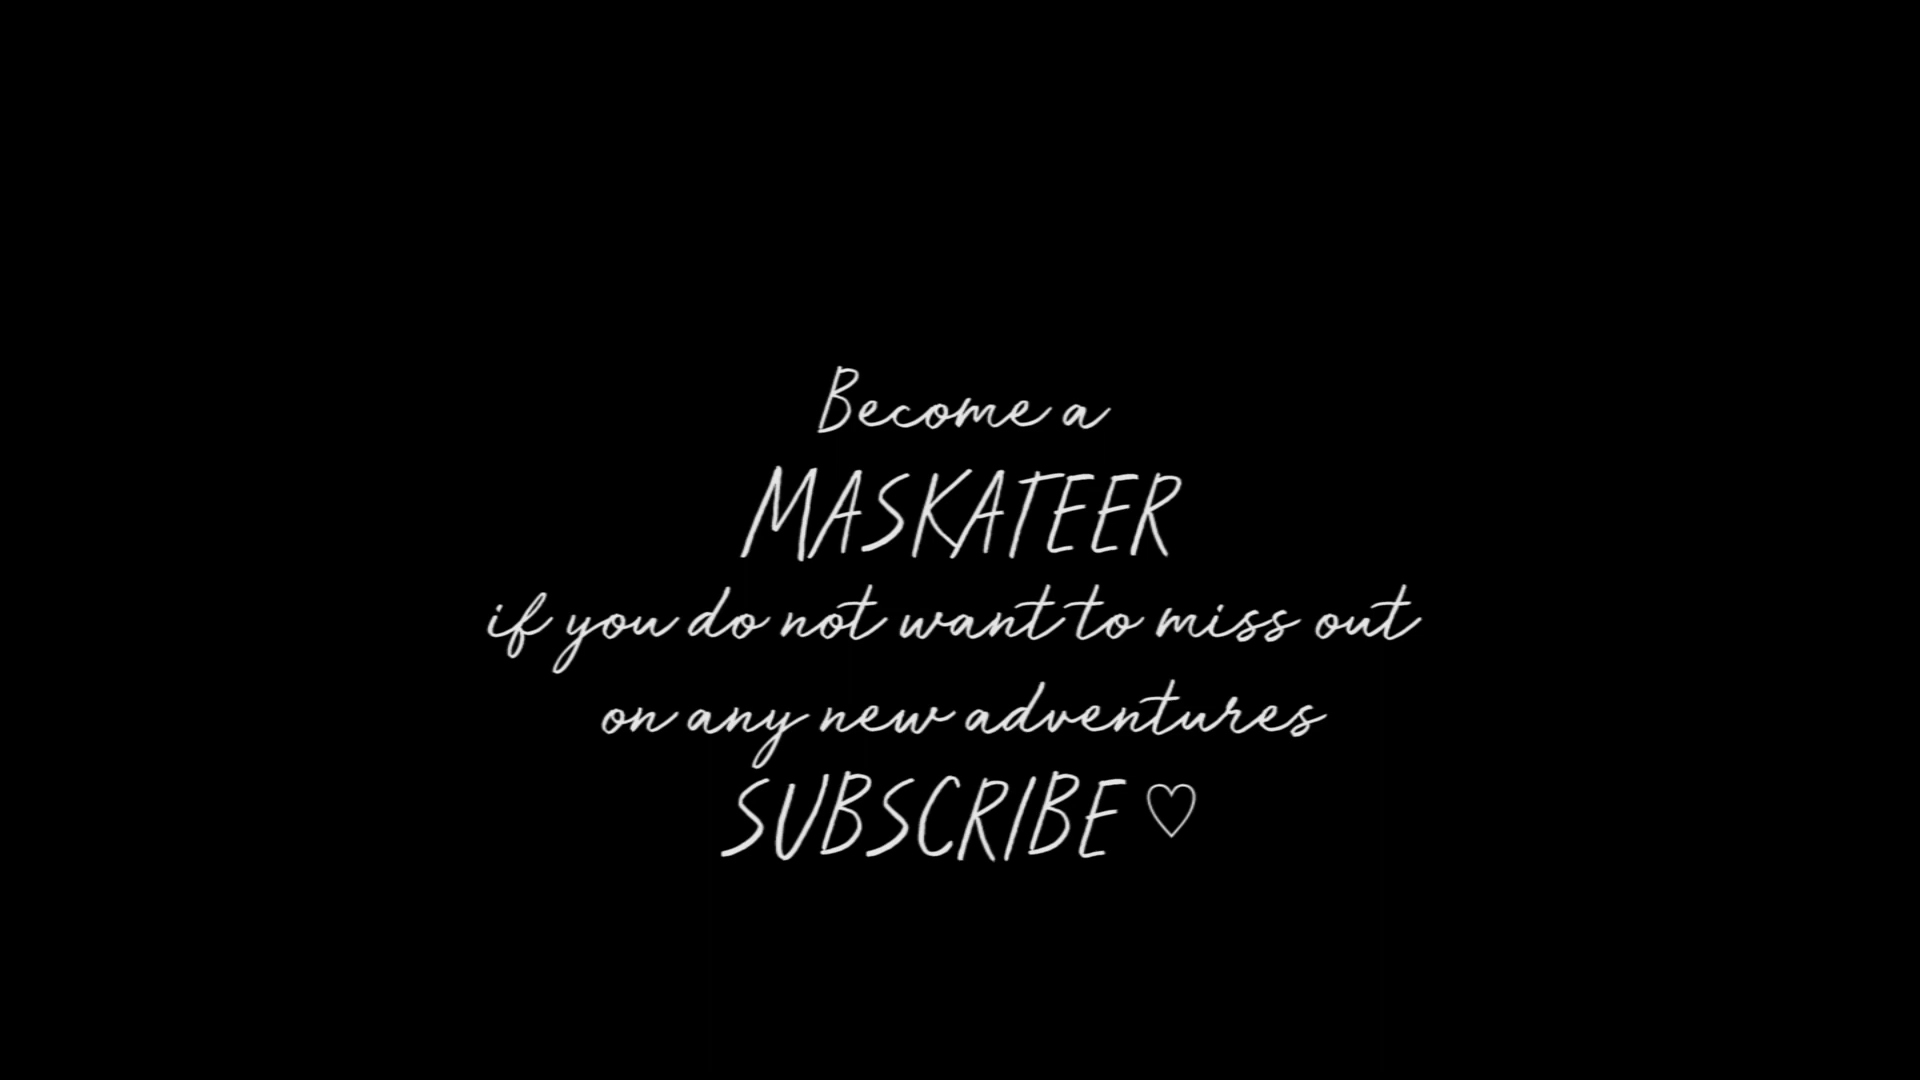 Become a
MASKATEER
if you do not want to miss out
on any new adventures
SUBSCRIBE ♡